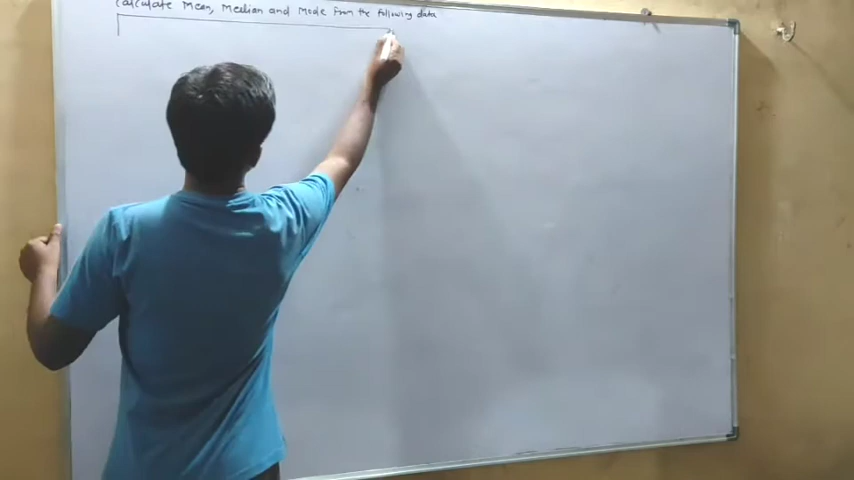 Calculate Mean, Median and Mode From the following data